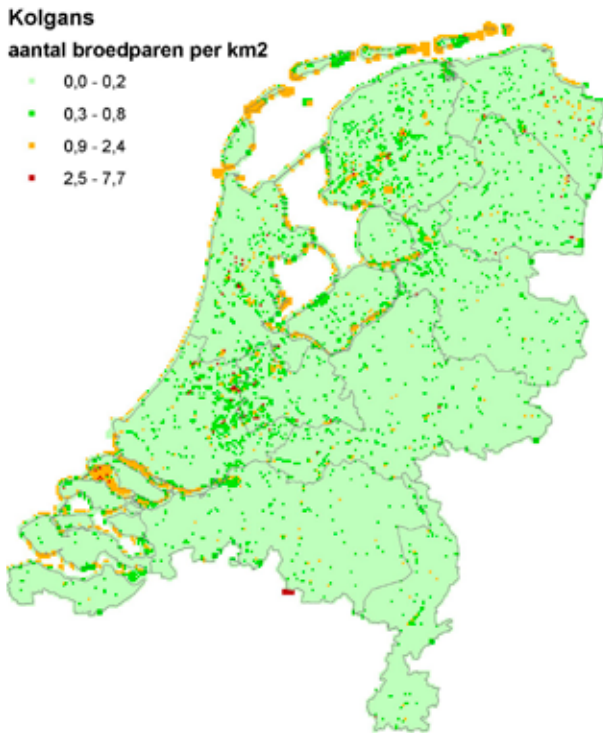 Kolgans
aantal broedparen per km2
0,0 - 0,2
0,3 - 0,8
0,9 - 2,4
2,5 - 7,7